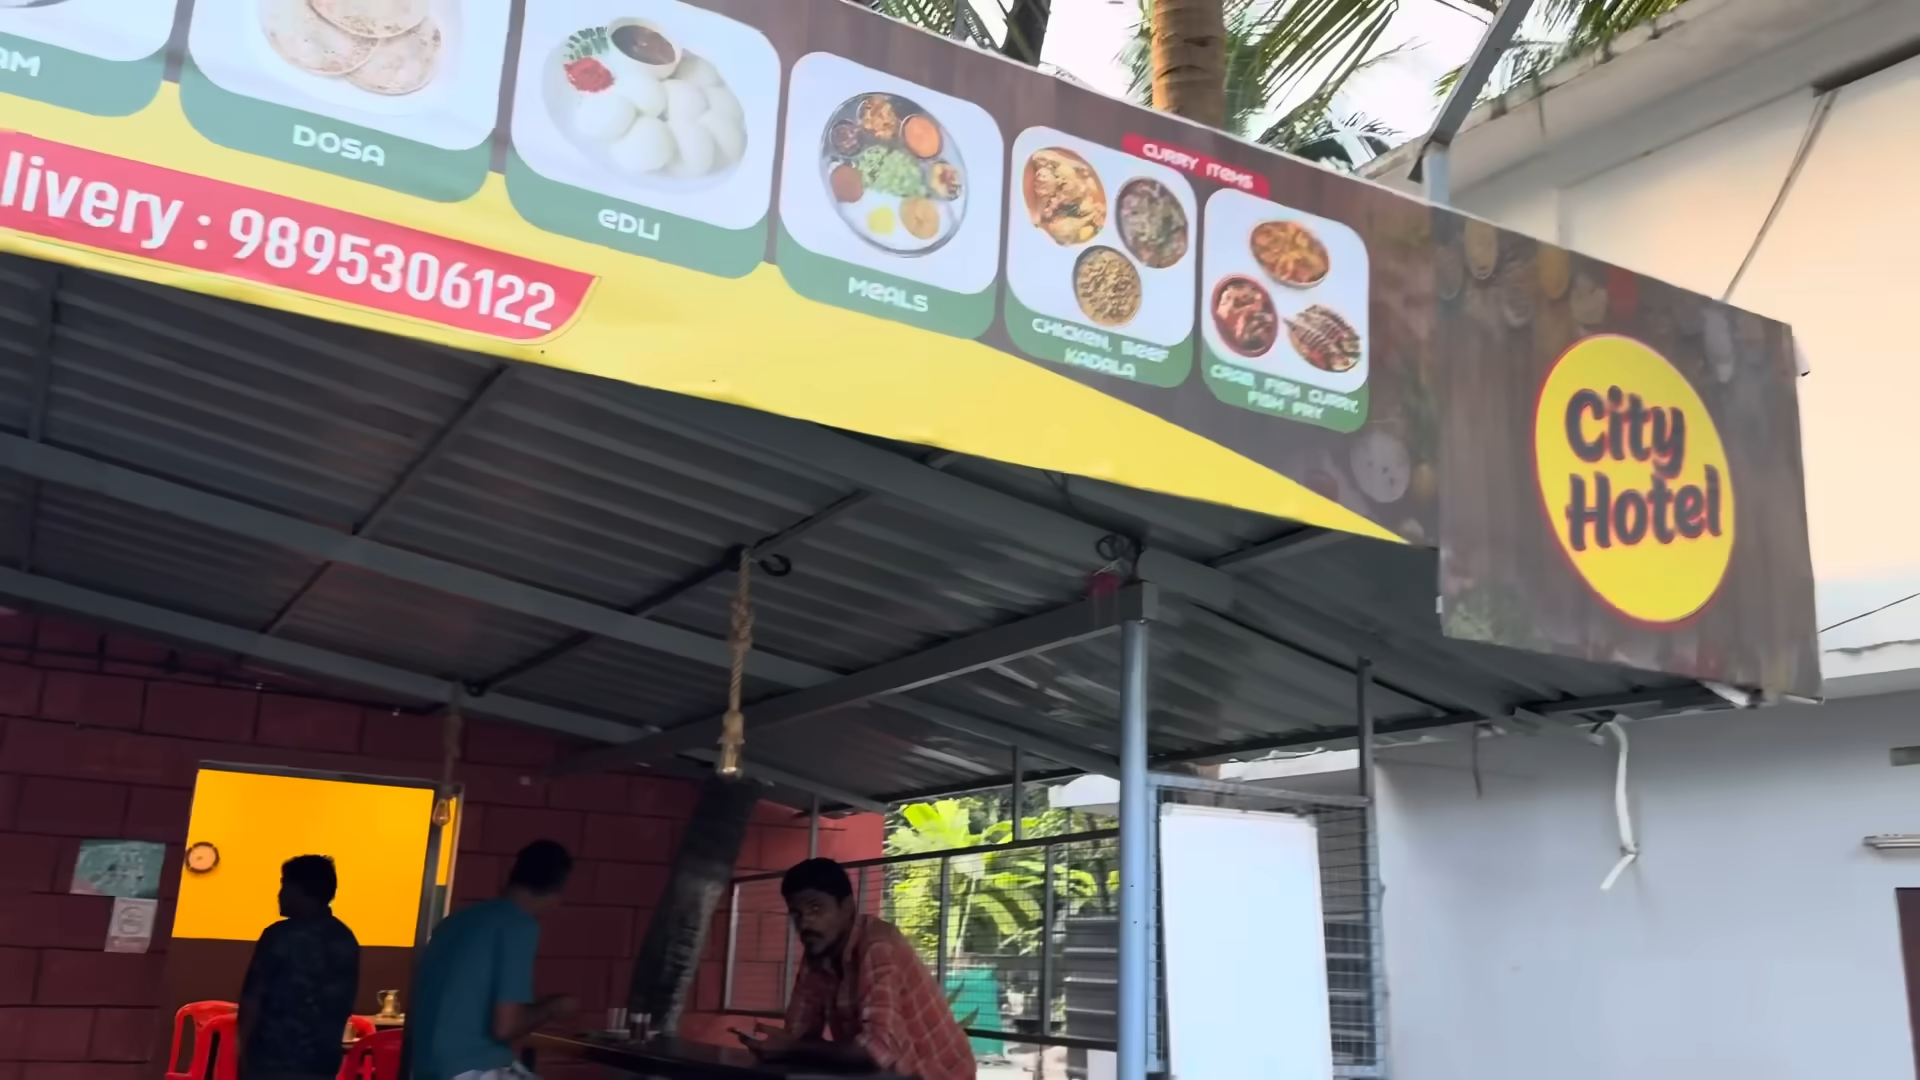 AM
DOSA
eDLI
MeALS
CURRY ITeMS
CHICKeN, BeeF
KADALA
CRAB, FISH CURRY,
FISH FRY
livery : 9895306122
City
Hotel